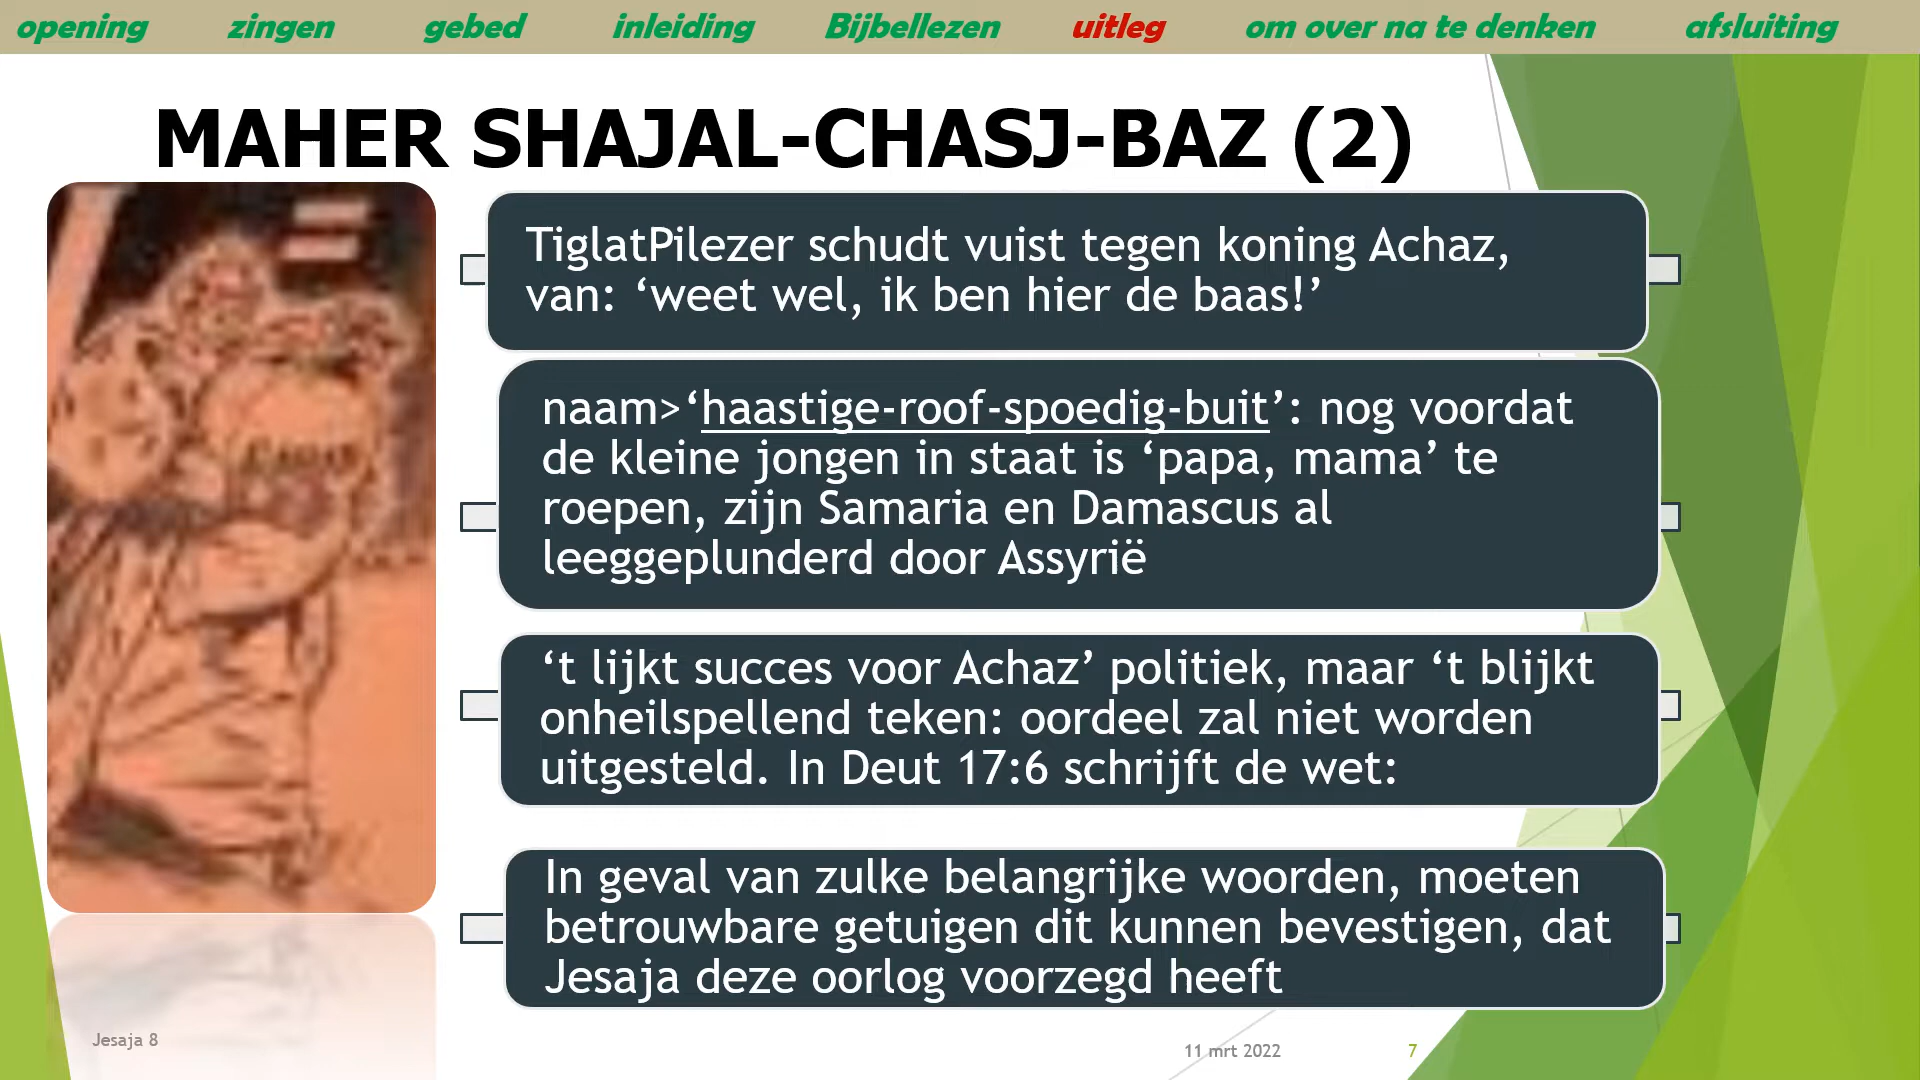 opening zingen gebed inleiding Bijbellezen uitleg om over na te denken afsluiting
MAHER SHAJAL-CHASJ-BAZ (2)
TiglatPilezer schudt vuist tegen koning Achaz,
van: ‘weet wel, ik ben hier de baas!’
naam>‘haastige-roof-spoedig-buit’: nog voordat
de kleine jongen in staat is ‘papa, mama’ te
roepen, zijn Samaria en Damascus al
leeggeplunderd door Assyrië
‘t lijkt succes voor Achaz’ politiek, maar ‘t blijkt
onheilspellend teken: oordeel zal niet worden
uitgesteld. In Deut 17:6 schrijft de wet:
In geval van zulke belangrijke woorden, moeten
betrouwbare getuigen dit kunnen bevestigen, dat
Jesaja deze oorlog voorzegd heeft
Jesaja 8
11 mrt 2022
7